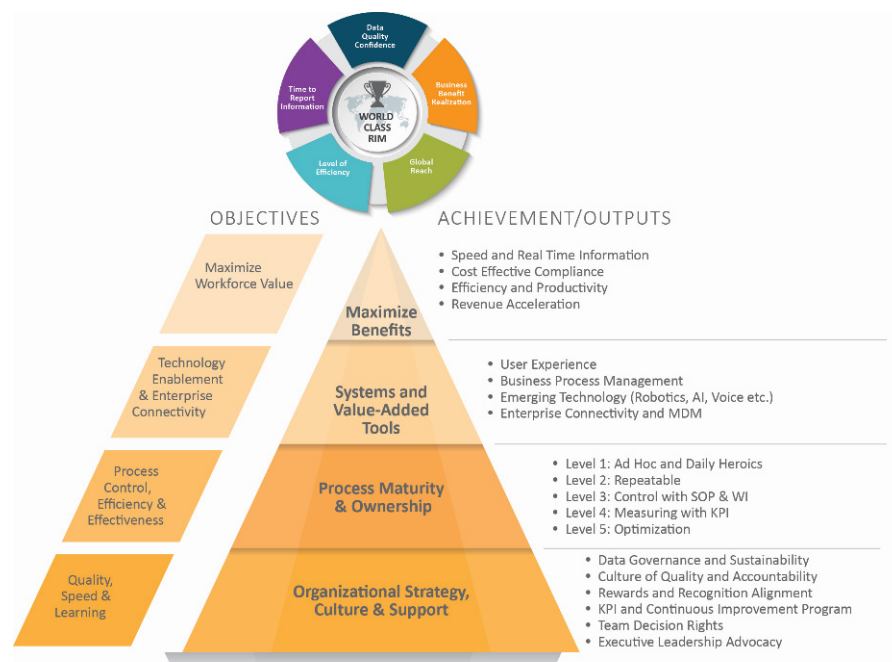 Data
Quality
Confidence
Time to
Report
Information
Business
Benefit
Realization
WORLD
CLASS
RIM
Level of
Efficiency
Global
Reach
OBJECTIVES
ACHIEVEMENT/OUTPUTS
Maximize
Workforce Value
Maximize
Benefits
• Speed and Real Time Information
• Cost Effective Compliance
• Efficiency and Productivity
• Revenue Acceleration
Technology
Enablement
& Enterprise
Connectivity
Systems and
Value-Added
Tools
• User Experience
• Business Process Management
• Emerging Technology (Robotics, AI, Voice etc.)
• Enterprise Connectivity and MDM
Process
Control,
Efficiency &
Effectiveness
Process Maturity
& Ownership
• Level 1: Ad Hoc and Daily Heroics
• Level 2: Repeatable
• Level 3: Control with SOP & WI
• Level 4: Measuring with KPI
• Level 5: Optimization
Quality,
Speed &
Learning
Organizational Strategy,
Culture & Support
• Data Governance and Sustainability
• Culture of Quality and Accountability
• Rewards and Recognition Alignment
• KPI and Continuous Improvement Program
• Team Decision Rights
• Executive Leadership Advocacy